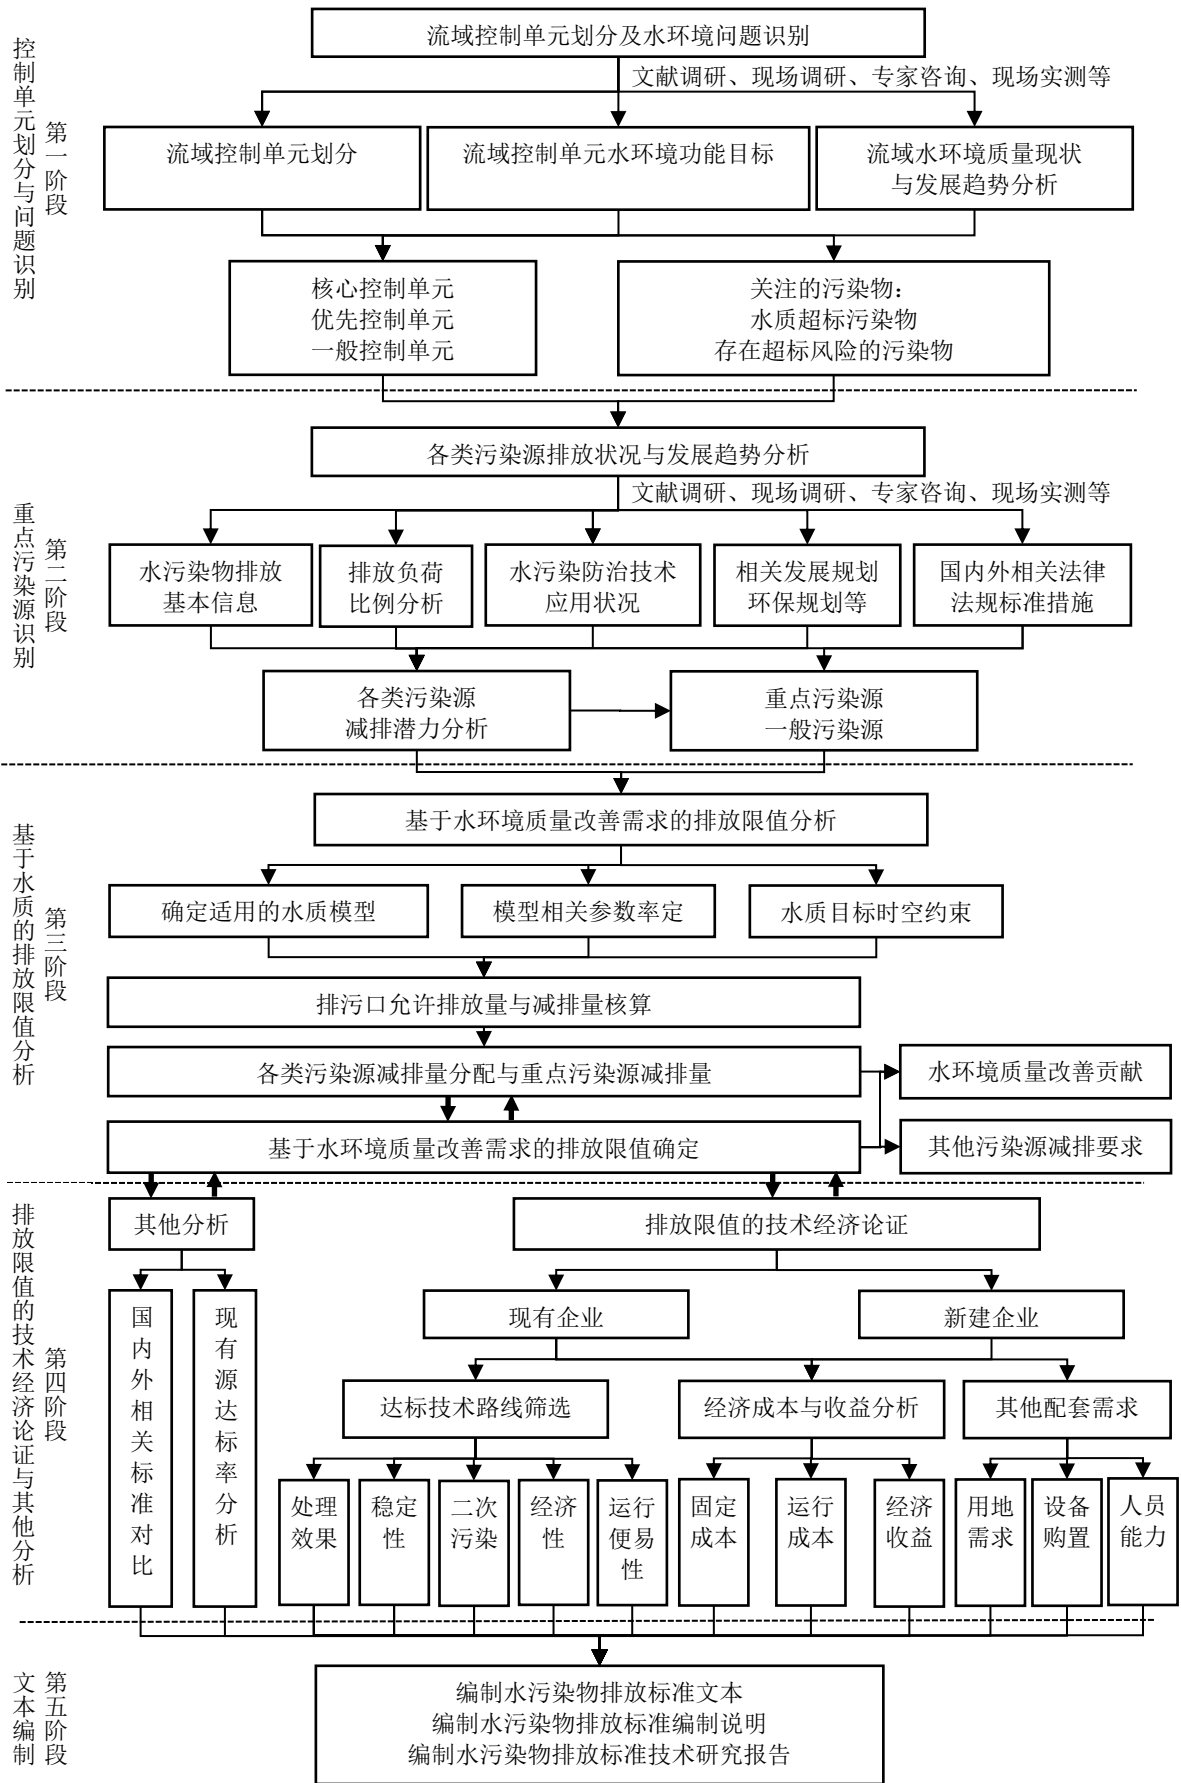 控制单元划分与问题识别
第一阶段
流域控制单元划分及水环境问题识别
文献调研、现场调研、专家咨询、现场实测等
流域控制单元划分
流域控制单元水环境功能目标
流域水环境质量现状
与发展趋势分析
核心控制单元
优先控制单元
一般控制单元
关注的污染物：
水质超标污染物
存在超标风险的污染物
重点污染源识别
第二阶段
各类污染源排放状况与发展趋势分析
文献调研、现场调研、专家咨询、现场实测等
水污染物排放
基本信息
排放负荷
比例分析
水污染防治技术
应用状况
相关发展规划
环保规划等
国内外相关法律
法规标准措施
各类污染源
减排潜力分析
重点污染源
一般污染源
基于水质的排放限值分析
第三阶段
基于水环境质量改善需求的排放限值分析
确定适用的水质模型
模型相关参数率定
水质目标时空约束
排污口允许排放量与减排量核算
各类污染源减排量分配与重点污染源减排量
水环境质量改善贡献
基于水环境质量改善需求的排放限值确定
其他污染源减排要求
排放限值的技术经济论证与其他分析
第四阶段
其他分析
排放限值的技术经济论证
国内外相关标准对比
现有源达标率分析
现有企业
新建企业
达标技术路线筛选
经济成本与收益分析
其他配套需求
处理
效果
稳定
性
二次
污染
经济
性
运行
便易
性
固定
成本
运行
成本
经济
收益
用地
需求
设备
购置
人员
能力
文本编制
第五阶段
编制水污染物排放标准文本
编制水污染物排放标准编制说明
编制水污染物排放标准技术研究报告